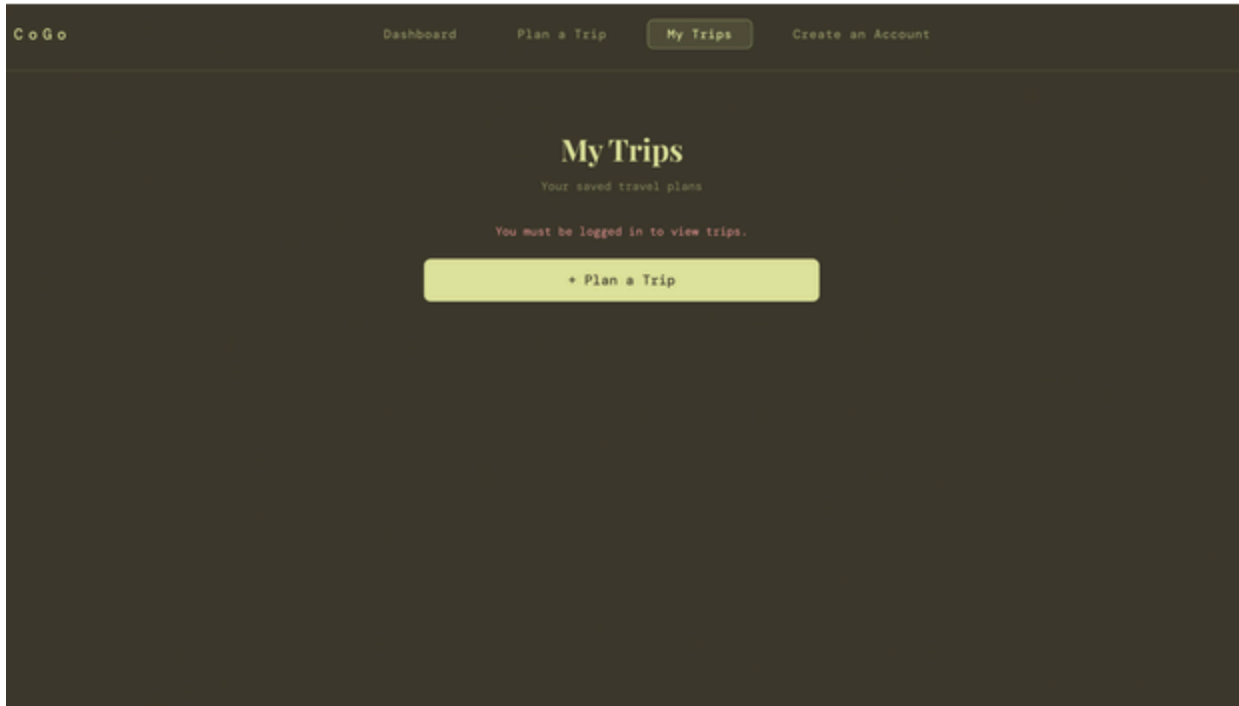 CoGo
Dashboard
Plan a Trip
My Trips
Create an Account
My Trips
Your saved travel plans
You must be logged in to view trips.
+ Plan a Trip